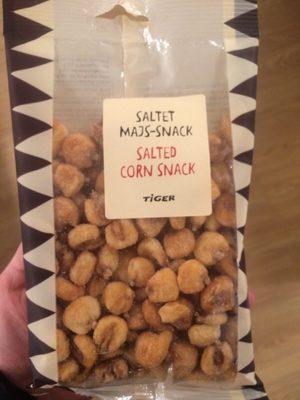 SALTET
MAJS-SNACK
SALTED
CORN SNACK
TiGER